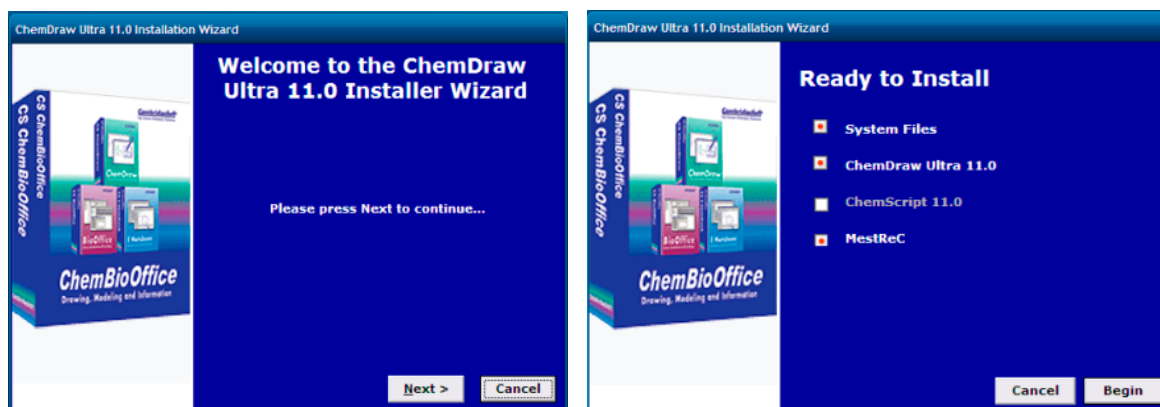 ChemDraw Ultra 11.0 Installation Wizard
CS ChemBioOffice
CS ChemBioOffice
ChemDraw
BioOffice
ChemBioOffice
Drawing, Modeling and Information
Welcome to the ChemDraw
Ultra 11.0 Installer Wizard
Please press Next to continue...
Next >
Cancel
ChemDraw Ultra 11.0 Installation Wizard
CS ChemBioOffice
CS ChemBioOffice
ChemDraw
BioOffice
ChemBioOffice
Drawing, Modeling and Information
Ready to Install
System Files
ChemDraw Ultra 11.0
ChemScript 11.0
MestReC
Cancel
Begin